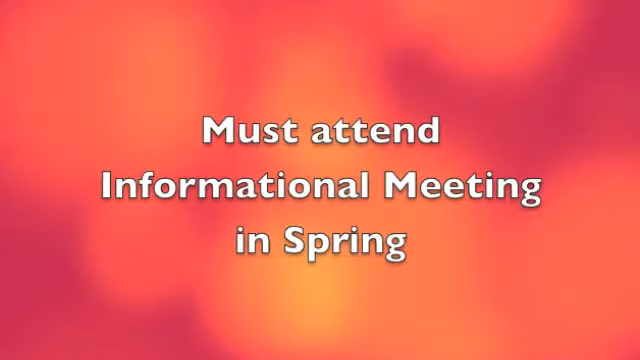 Must attend
Informational Meeting
in Spring